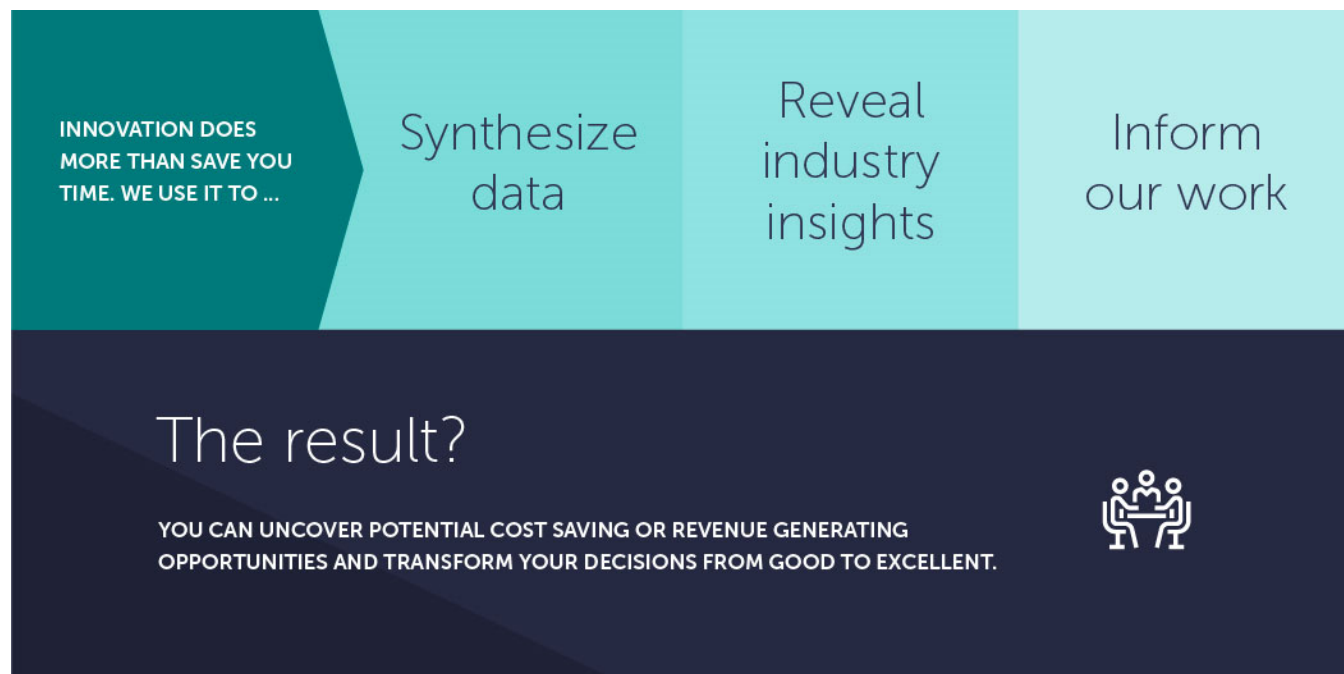 INNOVATION DOES
MORE THAN SAVE YOU
TIME. WE USE IT TO ...
Synthesize
data
Reveal
industry
insights
Inform
our work
The result?
YOU CAN UNCOVER POTENTIAL COST SAVING OR REVENUE GENERATING
OPPORTUNITIES AND TRANSFORM YOUR DECISIONS FROM GOOD TO EXCELLENT.